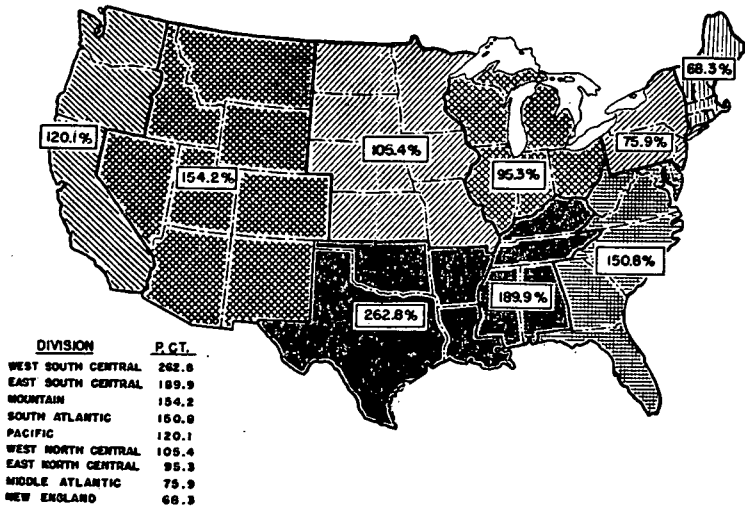 68.3%
120.1%
105.4%
75.9%
154.2%
95.3%
150.8%
189.9%
262.8%
DIVISION P. CT.
WEST SOUTH CENTRAL 262.8
EAST SOUTH CENTRAL 189.9
MOUNTAIN 154.2
SOUTH ATLANTIC 150.8
PACIFIC 120.1
WEST NORTH CENTRAL 105.4
EAST NORTH CENTRAL 95.3
MIDDLE ATLANTIC 75.9
NEW ENGLAND 68.3